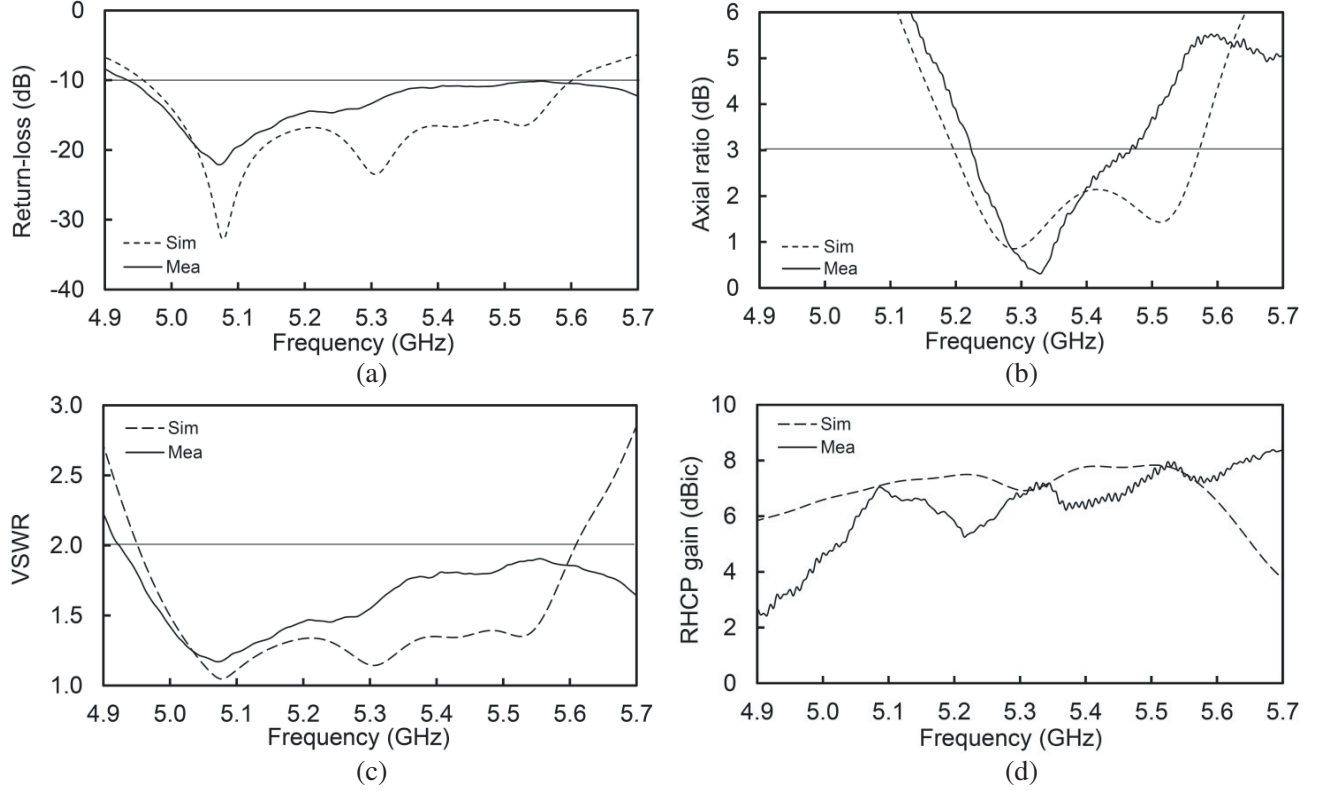 0
-10
-20
-30
-40
Return-loss (dB)
Sim
Mea
4.9 5.0 5.1 5.2 5.3 5.4 5.5 5.6 5.7
Frequency (GHz)
(a)
6
5
4
3
2
1
0
Axial ratio (dB)
Sim
Mea
4.9 5.0 5.1 5.2 5.3 5.4 5.5 5.6 5.7
Frequency (GHz)
(b)
3.0
2.5
2.0
1.5
1.0
VSWR
Sim
Mea
4.9 5.0 5.1 5.2 5.3 5.4 5.5 5.6 5.7
Frequency (GHz)
(c)
10
8
6
4
2
0
RHCP gain (dBic)
Sim
Mea
4.9 5.0 5.1 5.2 5.3 5.4 5.5 5.6 5.7
Frequency (GHz)
(d)